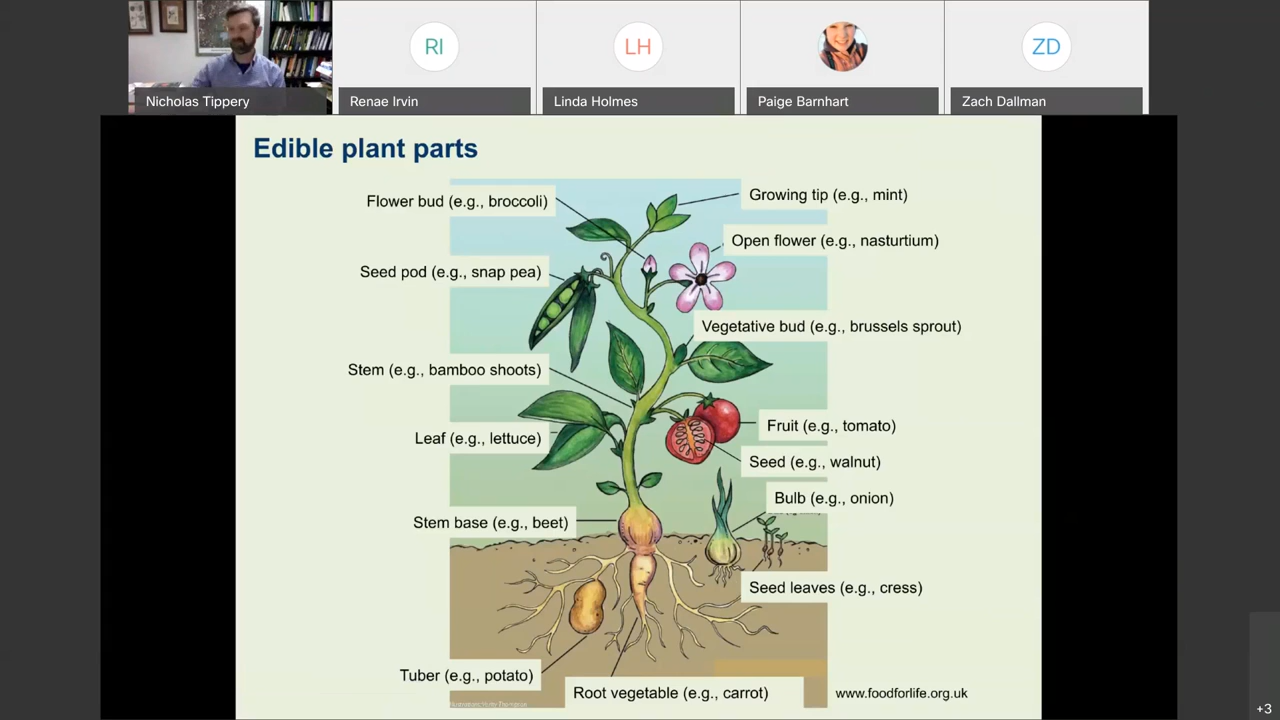 RI
LH
ZD
Nicholas Tippery
Renae Irvin
Linda Holmes
Paige Barnhart
Zach Dallman
Edible plant parts
Flower bud (e.g., broccoli)
Growing tip (e.g., mint)
Open flower (e.g., nasturtium)
Seed pod (e.g., snap pea)
Vegetative bud (e.g., brussels sprout)
Stem (e.g., bamboo shoots)
Fruit (e.g., tomato)
Leaf (e.g., lettuce)
Seed (e.g., walnut)
Bulb (e.g., onion)
Stem base (e.g., beet)
Seed leaves (e.g., cress)
Tuber (e.g., potato)
Root vegetable (e.g., carrot)
www.foodforlife.org.uk
+3